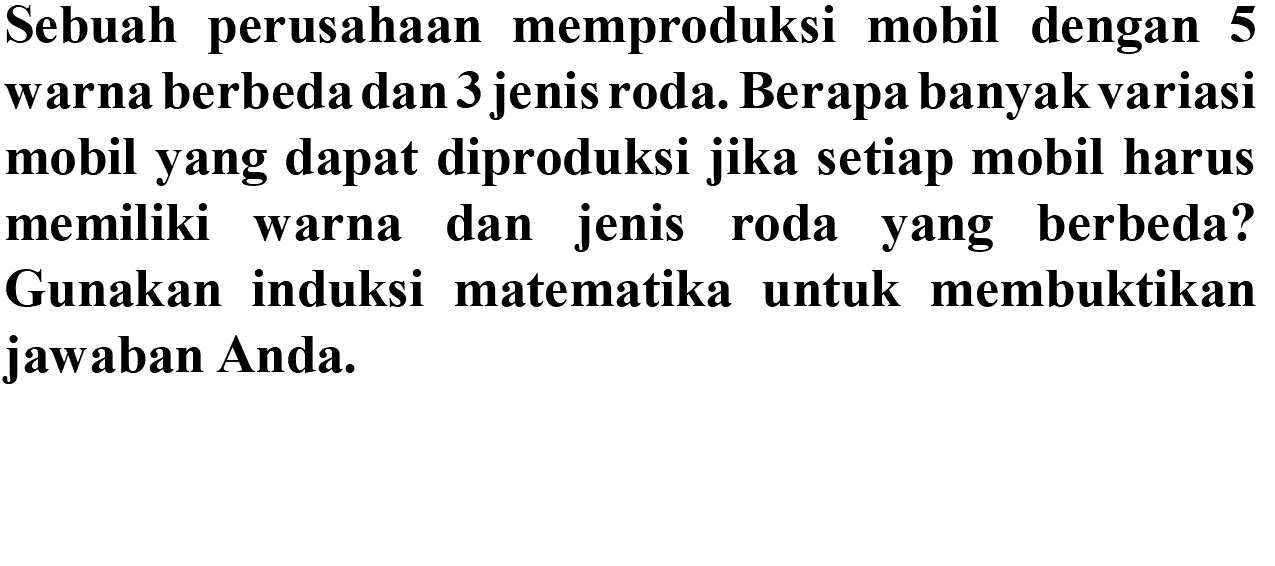 Sebuah perusahaan memproduksi mobil dengan 5
warna berbeda dan 3 jenis roda. Berapa banyak variasi
mobil yang dapat diproduksi jika setiap mobil harus
memiliki warna dan jenis roda yang berbeda?
Gunakan induksi matematika untuk membuktikan
jawaban Anda.